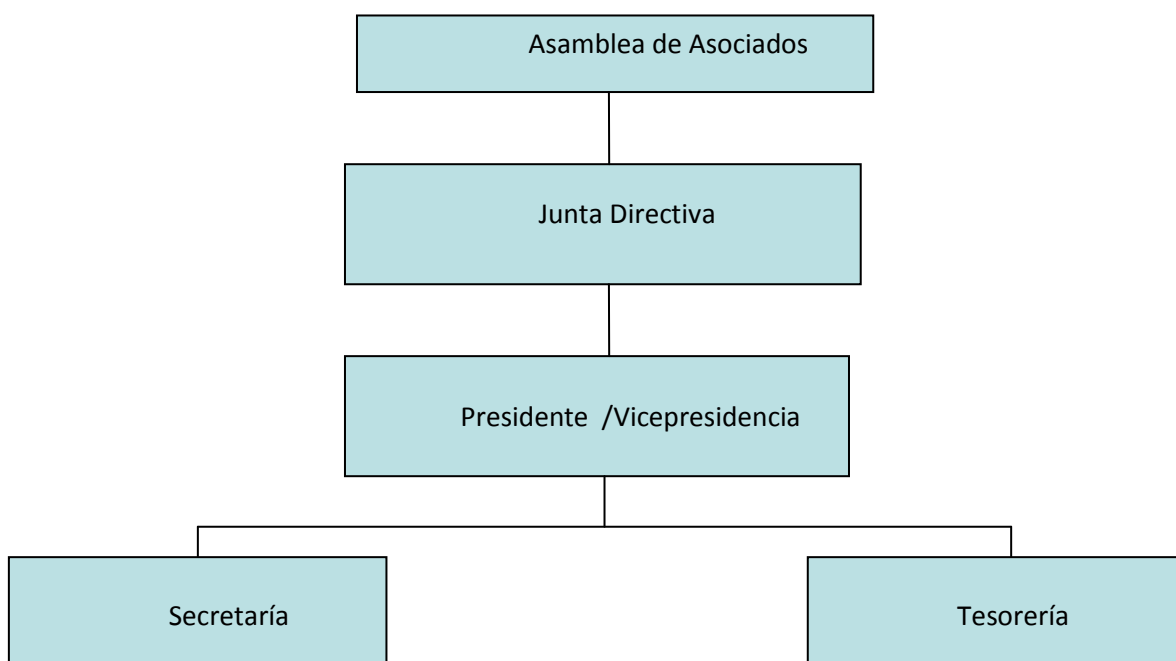 Asamblea de Asociados
Junta Directiva
Presidente /Vicepresidencia
Secretaría
Tesorería